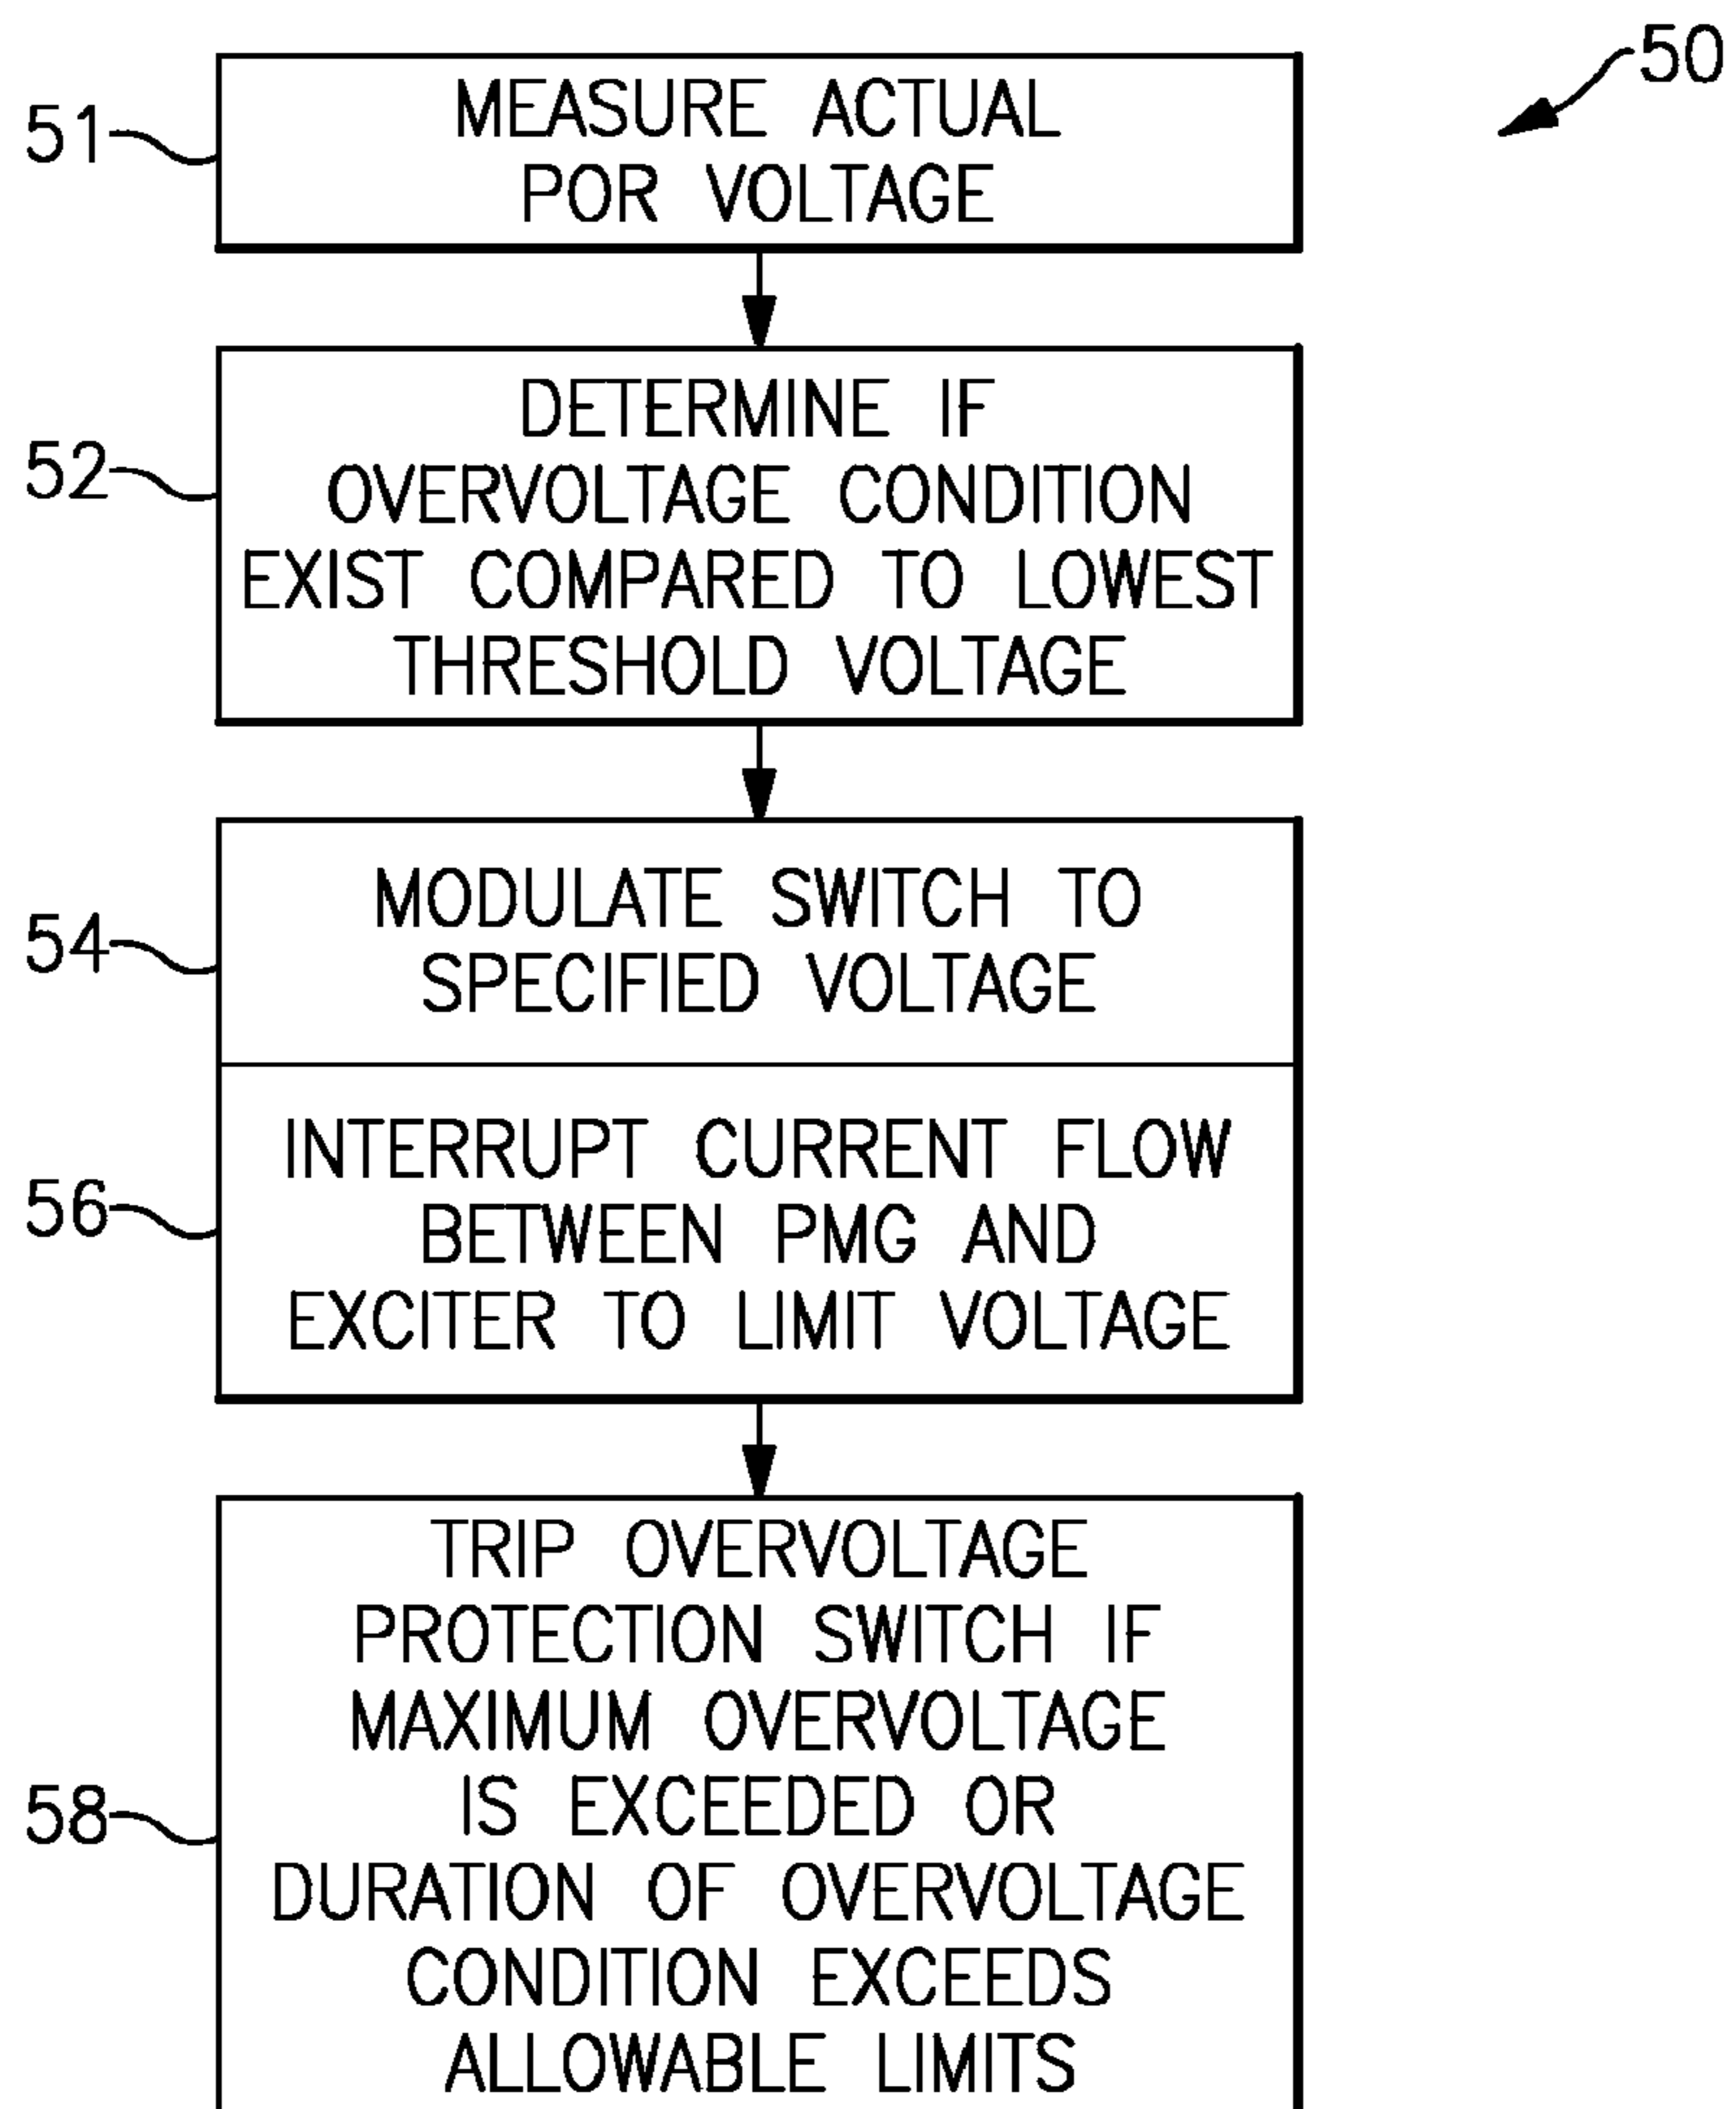 50
51
MEASURE ACTUAL
POR VOLTAGE
52
DETERMINE IF
OVERVOLTAGE CONDITION
EXIST COMPARED TO LOWEST
THRESHOLD VOLTAGE
54
MODULATE SWITCH TO
SPECIFIED VOLTAGE
56
INTERRUPT CURRENT FLOW
BETWEEN PMG AND
EXCITER TO LIMIT VOLTAGE
58
TRIP OVERVOLTAGE
PROTECTION SWITCH IF
MAXIMUM OVERVOLTAGE
IS EXCEEDED OR
DURATION OF OVERVOLTAGE
CONDITION EXCEEDS
ALLOWABLE LIMITS